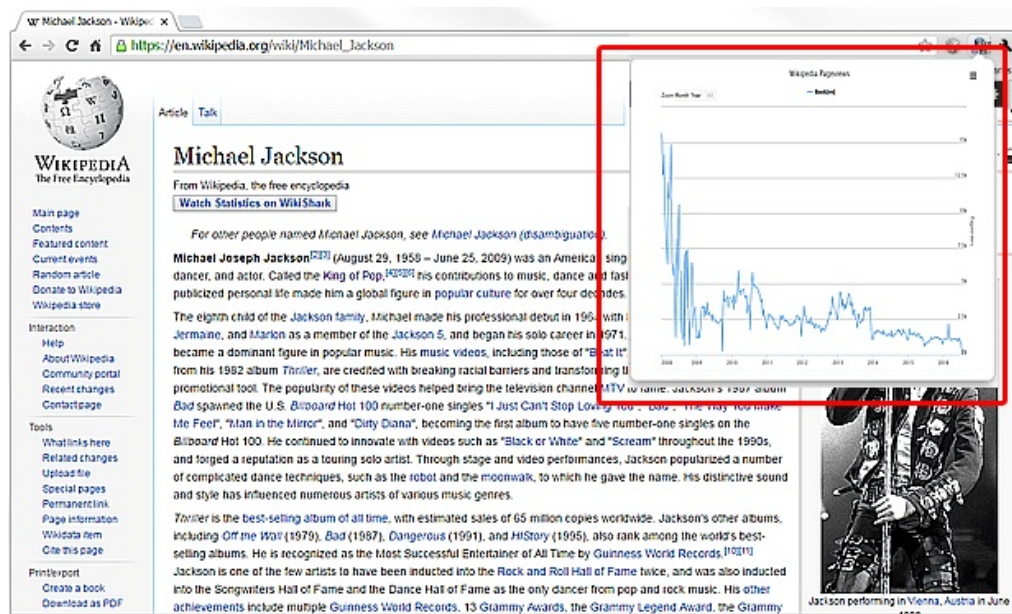 Michael Jackson - Wikipe
https://en.wikipedia.org/wiki/Michael_Jackson
Wikipedia Pageviews
Zoom Month Year All
Pageviews
2008 2009 2010 2011 2012 2013 2014 2015 2016
WIKIPEDIA
The Free Encyclopedia
Main page
Contents
Featured content
Current events
Random article
Donate to Wikipedia
Wikipedia store
Interaction
Help
About Wikipedia
Community portal
Recent changes
Contact page
Tools
What links here
Related changes
Upload file
Special pages
Permanent link
Page information
Wikidata item
Cite this page
Print/export
Create a book
Download as PDF
Article Talk
Michael Jackson
From Wikipedia, the free encyclopedia
Watch Statistics on WikiShark
For other people named Michael Jackson, see Michael Jackson (disambiguation).
Michael Joseph Jackson[2][3] (August 29, 1958 – June 25, 2009) was an American sing
dancer, and actor. Called the King of Pop,[4][5][6] his contributions to music, dance and fas
publicized personal life made him a global figure in popular culture for over four decades.
The eighth child of the Jackson family, Michael made his professional debut in 196 with
Jermaine, and Marlon as a member of the Jackson 5, and began his solo career in 1971.
became a dominant figure in popular music. His music videos, including those of "Beat It"
from his 1982 album Thriller, are credited with breaking racial barriers and transforming t
promotional tool. The popularity of these videos helped bring the television channel MTV to fame. Jackson's 1987 album
Bad spawned the U.S. Billboard Hot 100 number-one singles "I Just Can't Stop Loving You", "Bad", "The Way You Make
Me Feel", "Man in the Mirror", and "Dirty Diana", becoming the first album to have five number-one singles on the
Billboard Hot 100. He continued to innovate with videos such as "Black or White" and "Scream" throughout the 1990s,
and forged a reputation as a touring solo artist. Through stage and video performances, Jackson popularized a number
of complicated dance techniques, such as the robot and the moonwalk, to which he gave the name. His distinctive sound
and style has influenced numerous artists of various music genres.
Thriller is the best-selling album of all time, with estimated sales of 65 million copies worldwide. Jackson's other albums,
including Off the Wall (1979), Bad (1987), Dangerous (1991), and HIStory (1995), also rank among the world's best-
selling albums. He is recognized as the Most Successful Entertainer of All Time by Guinness World Records.[10][11]
Jackson is one of the few artists to have been inducted into the Rock and Roll Hall of Fame twice, and was also inducted
into the Songwriters Hall of Fame and the Dance Hall of Fame as the only dancer from pop and rock music. His other
achievements include multiple Guinness World Records, 13 Grammy Awards, the Grammy Legend Award, the Grammy
Jackson performing in Vienna, Austria in June